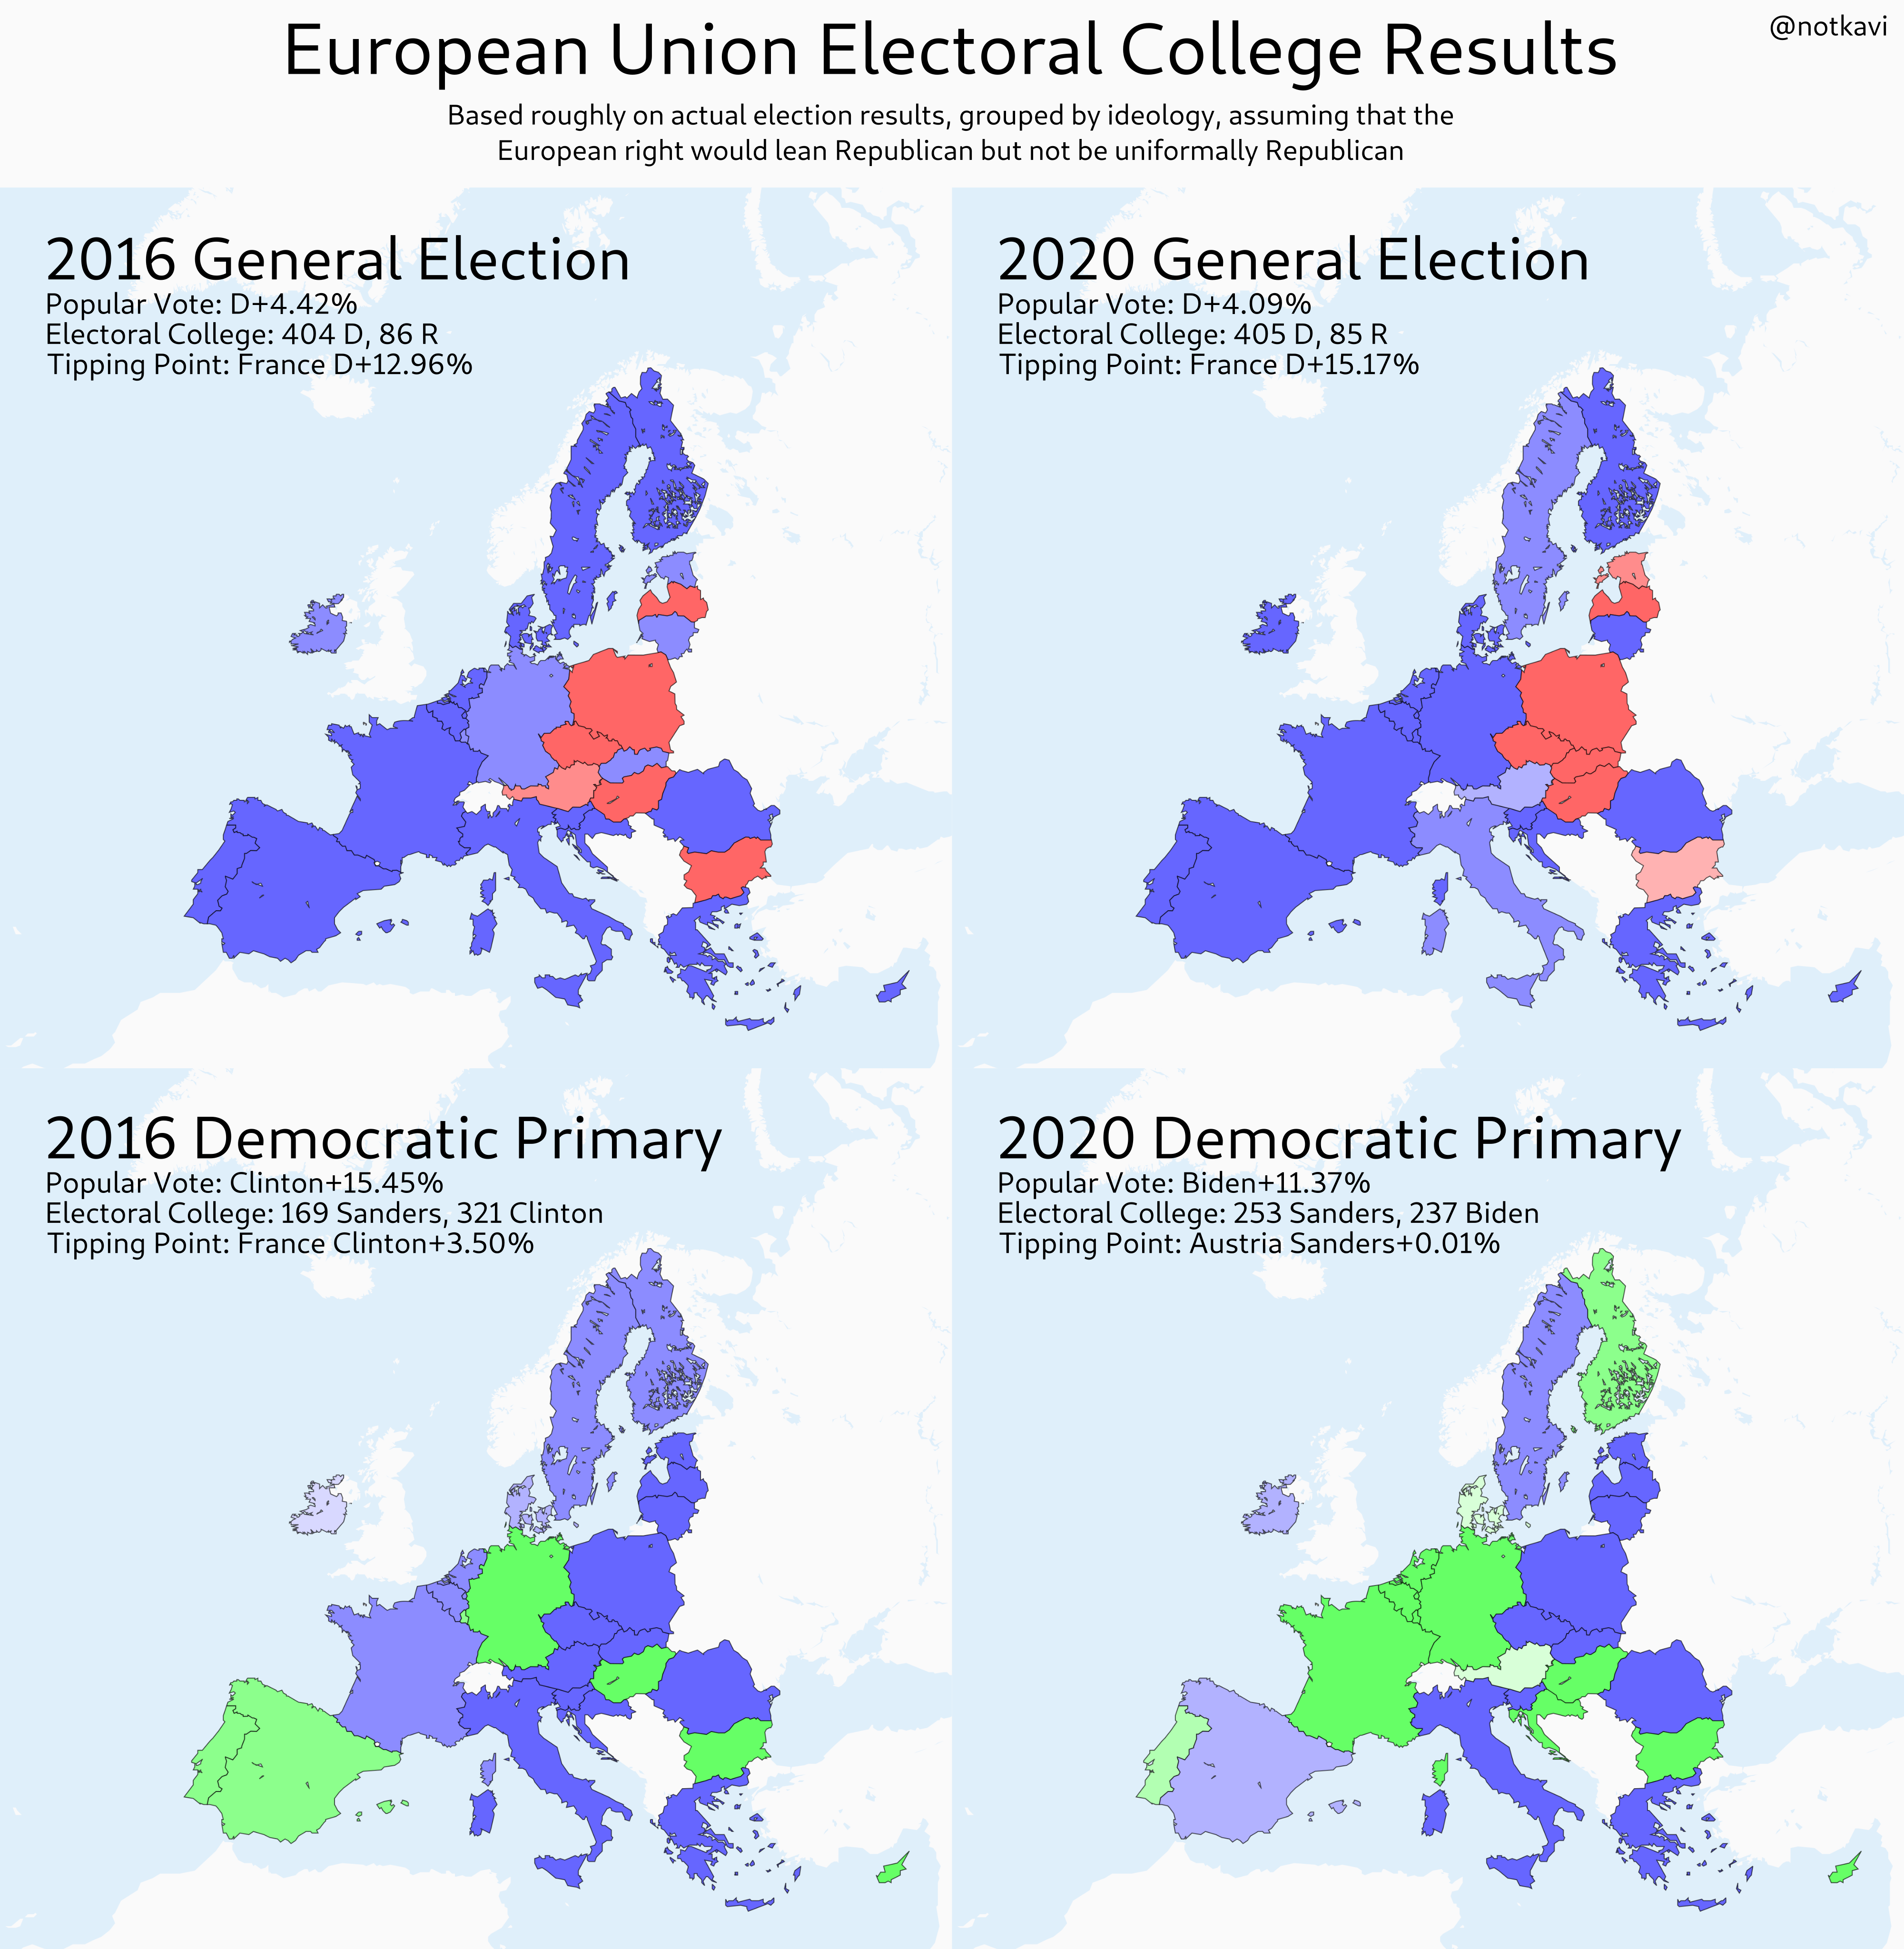 @notkavi
European Union Electoral College Results
Based roughly on actual election results, grouped by ideology, assuming that the
European right would lean Republican but not be uniformally Republican
2016 General Election
Popular Vote: D+4.42%
Electoral College: 404 D, 86 R
Tipping Point: France D+12.96%
2020 General Election
Popular Vote: D+4.09%
Electoral College: 405 D, 85 R
Tipping Point: France D+15.17%
2016 Democratic Primary
Popular Vote: Clinton+15.45%
Electoral College: 169 Sanders, 321 Clinton
Tipping Point: France Clinton+3.50%
2020 Democratic Primary
Popular Vote: Biden+11.37%
Electoral College: 253 Sanders, 237 Biden
Tipping Point: Austria Sanders+0.01%